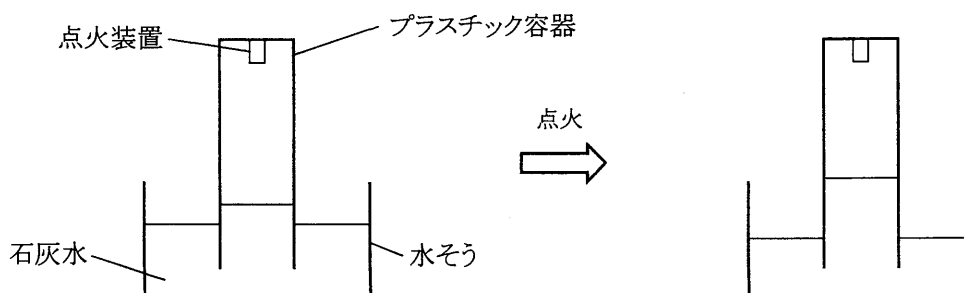 点火装置
プラスチック容器
点火
石灰水
水そう